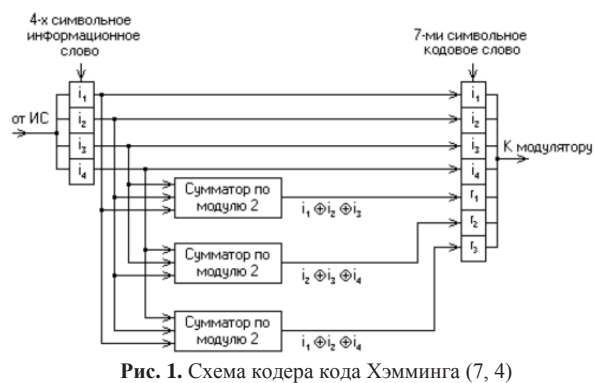 4-х символьное
информационное
слово
7-ми символьное
кодовое слово
от ИС
i₁
i₂
i₃
i₄
i₁
i₂
i₃
i₄
r₁
r₂
r₃
К модулятору
Сумматор по
модулю 2
i₁ ⊕ i₂ ⊕ i₃
Сумматор по
модулю 2
i₂ ⊕ i₃ ⊕ i₄
Сумматор по
модулю 2
i₁ ⊕ i₂ ⊕ i₄
Рис. 1. Схема кодера кода Хэмминга (7, 4)